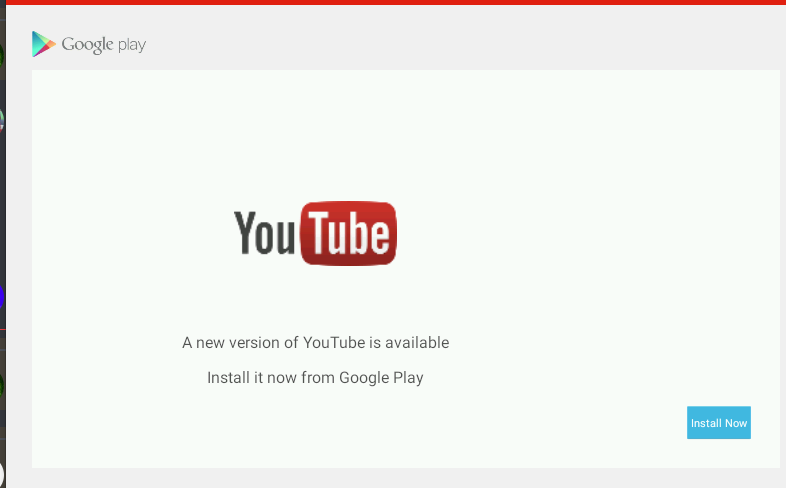 Google play
YouTube
A new version of YouTube is available
Install it now from Google Play
Install Now